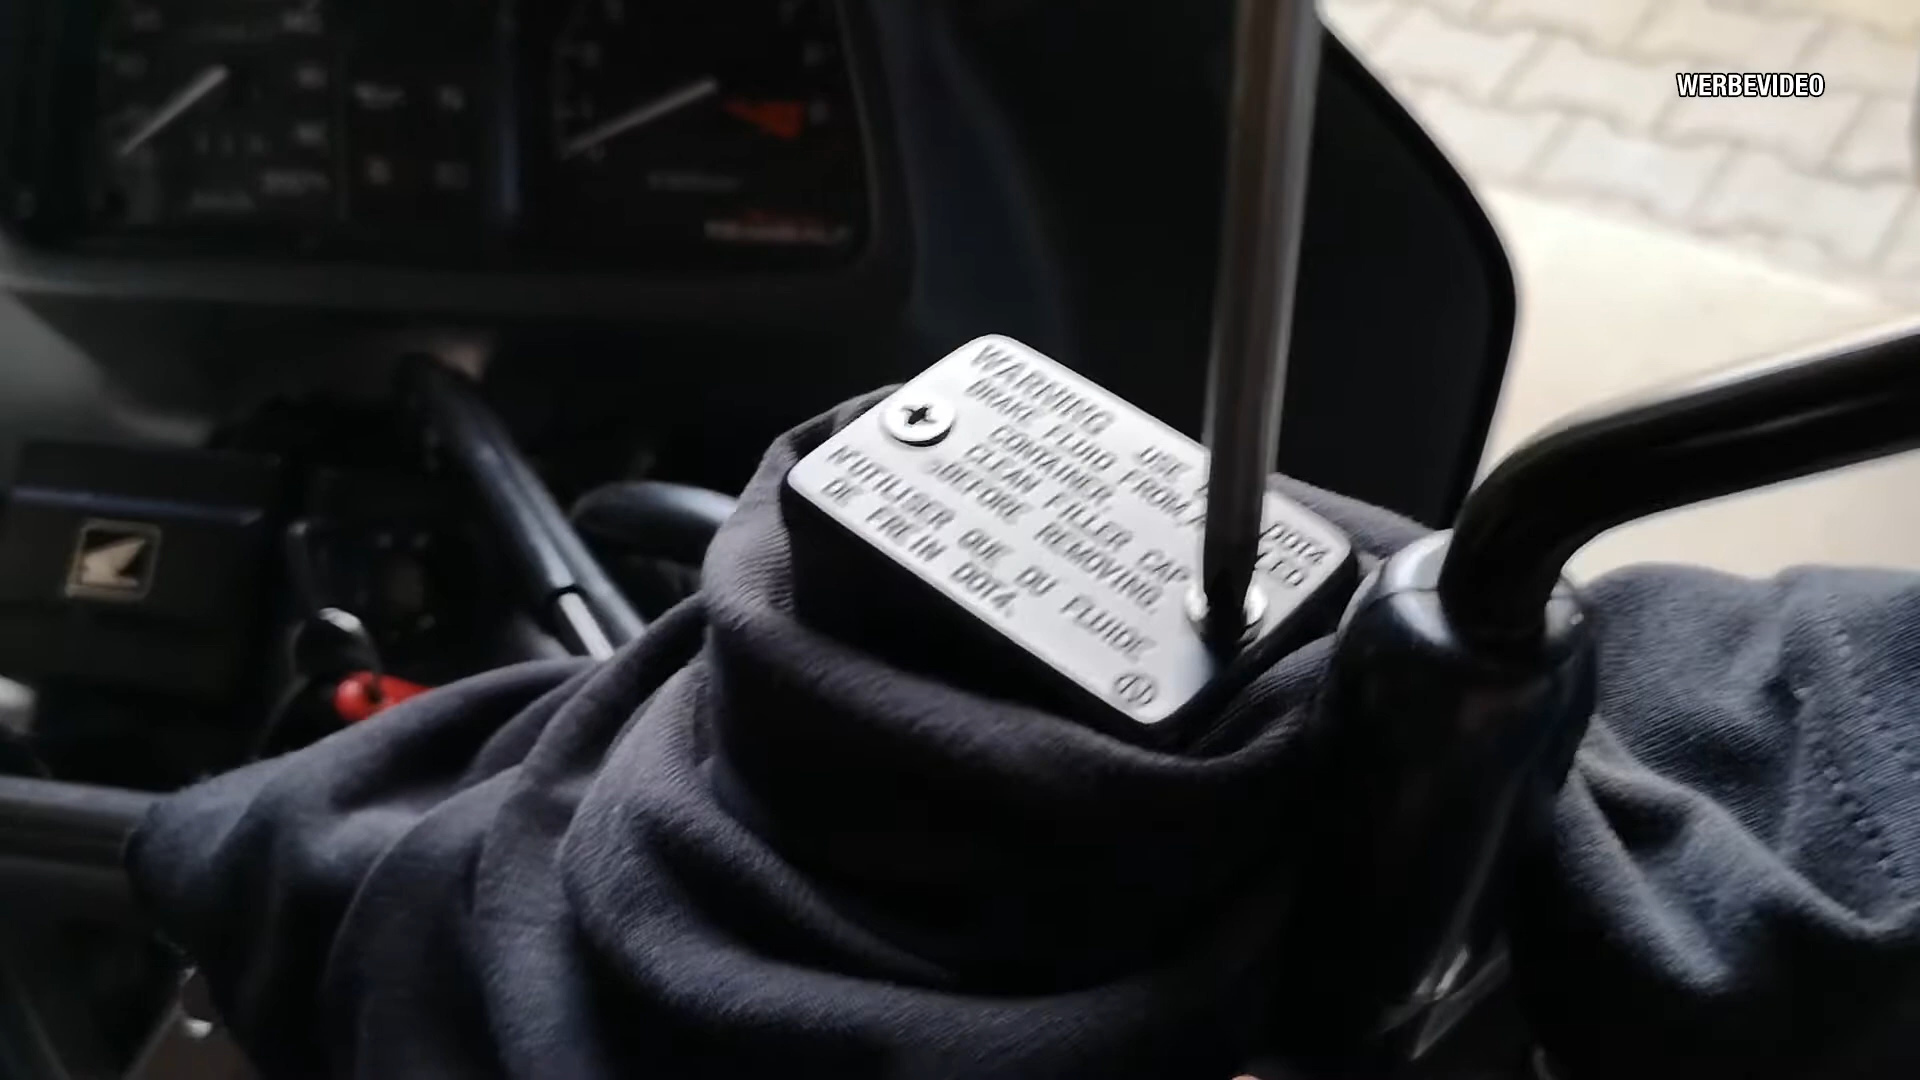 WERBEVIDEO
WARNING USE DOT4
BRAKE FLUID FROM
CONTAINER.
CLEAN FILLER CAP
BEFORE REMOVING.
N'UTILISER QUE DU FLUIDE
DE FREIN DOT4.